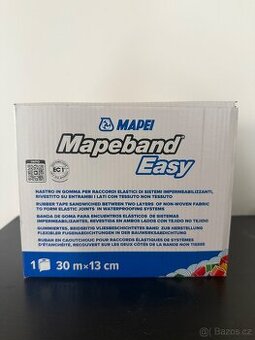 MAPEI
Mapeband
Easy
EC1
NASTRO IN GOMMA PER RACCORDI ELASTICI DI SISTEMI IMPERMEABILIZZANTI,
RIVESTITO SU ENTRAMBI I LATI CON TESSUTO NON TESSUTO
RUBBER TAPE SANDWICHED BETWEEN TWO LAYERS OF NON-WOVEN FABRIC
TO FORM ELASTIC JOINTS IN WATERPROOFING SYSTEMS
BANDA DE GOMA PARA ENCUENTROS ELÁSTICOS DE SISTEMAS
IMPERMEABILIZANTES, REVESTIDA EN AMBOS LADOS CON TEJIDO NO TEJIDO
GUMMIERTES, BEIDSEITIG VLIESBESCHICHTETES BAND ZUR HERSTELLUNG
FLEXIBLER FUGENABDICHTUNGEN IN DER BAUWERKSABDICHTUNG
RUBAN EN CAOUTCHOUC POUR RACCORDS ÉLASTIQUES DE SYSTÈMES
D'ÉTANCHÉITÉ, RECOUVERT SUR LES DEUX CÔTÉS DE LA BANDE NON TISSÉE
1 30 m×13 cm
Bazoš.cz